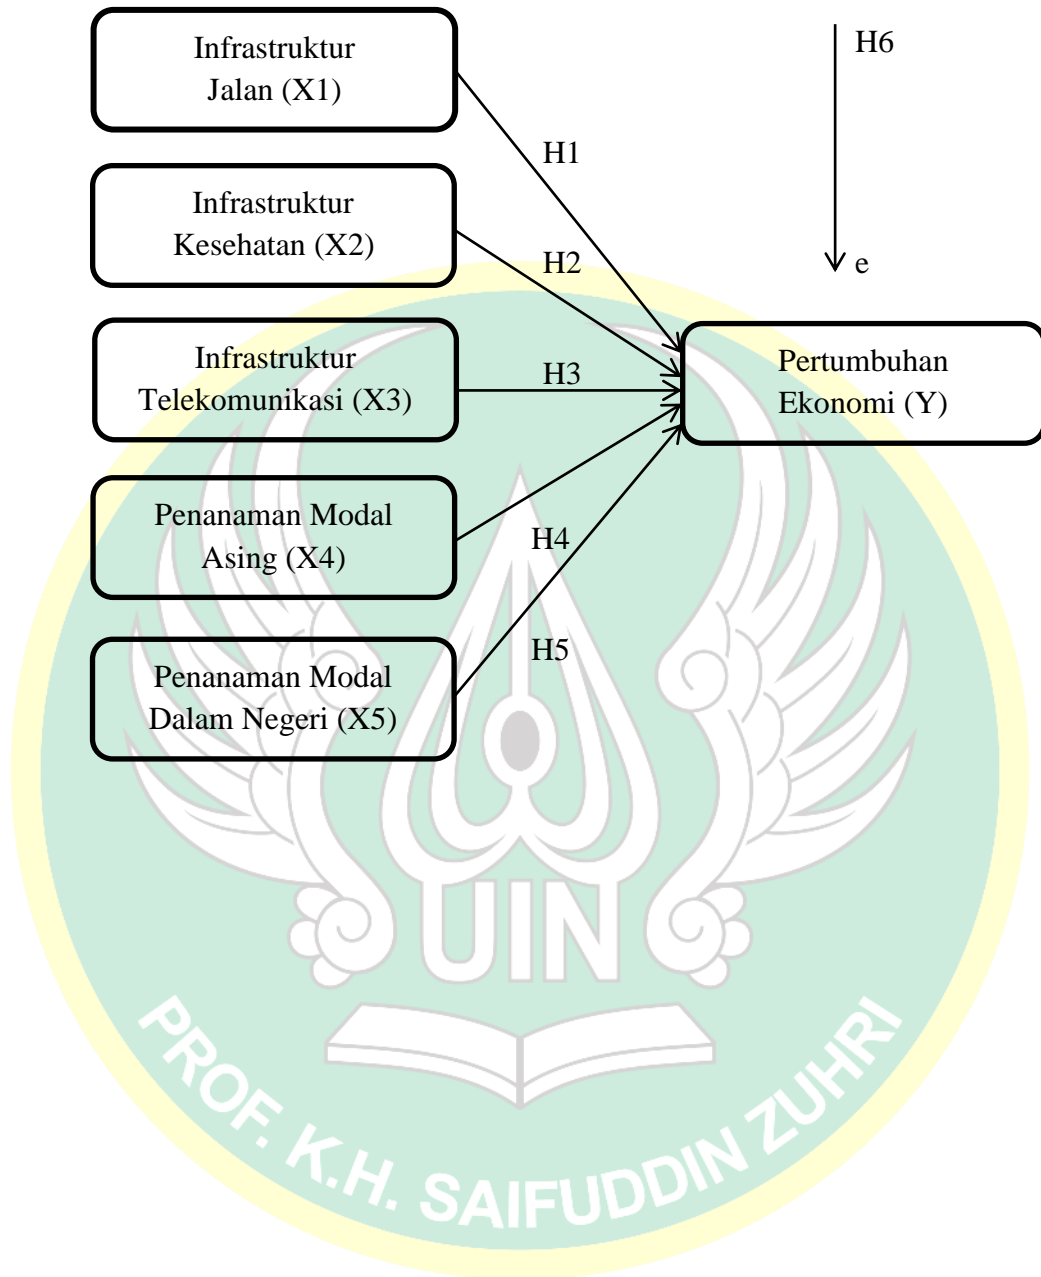 Infrastruktur
Jalan (X1)
H6
H1
Infrastruktur
Kesehatan (X2)
H2
e
Infrastruktur
Telekomunikasi (X3)
H3
Pertumbuhan
Ekonomi (Y)
Penanaman Modal
Asing (X4)
H4
H5
Penanaman Modal
Dalam Negeri (X5)
UIN
PROF. K.H. SAIFUDDIN ZUHRI